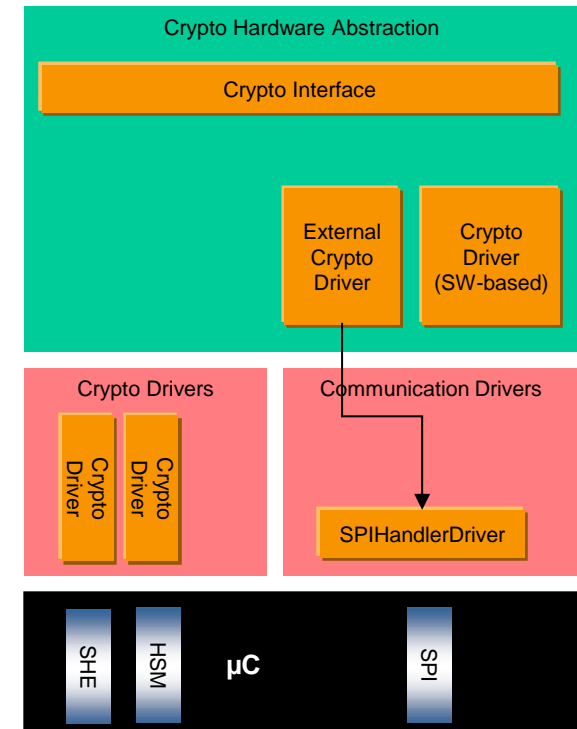 Crypto Hardware Abstraction
Crypto Interface
External
Crypto
Driver
Crypto
Driver
(SW-based)
Crypto Drivers
Communication Drivers
Crypto
Driver
Crypto
Driver
SPIHandlerDriver
SHE
HSM
µC
SPI